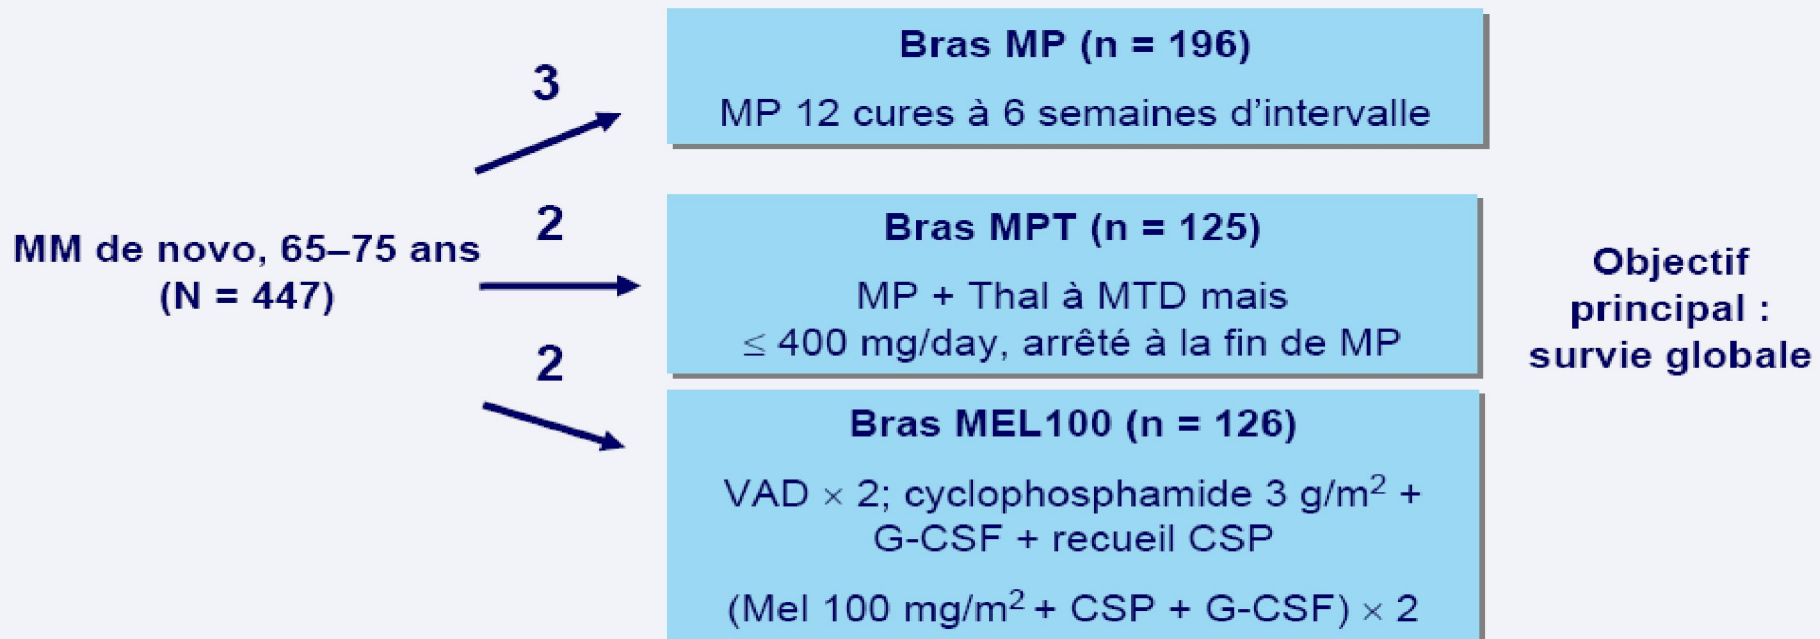 MM de novo, 65–75 ans
(N = 447)
3
2
2
Bras MP (n = 196)
MP 12 cures à 6 semaines d'intervalle
Bras MPT (n = 125)
MP + Thal à MTD mais
≤ 400 mg/day, arrêté à la fin de MP
Bras MEL100 (n = 126)
VAD × 2; cyclophosphamide 3 g/m² +
G-CSF + recueil CSP
(Mel 100 mg/m² + CSP + G-CSF) × 2
Objectif
principal :
survie globale